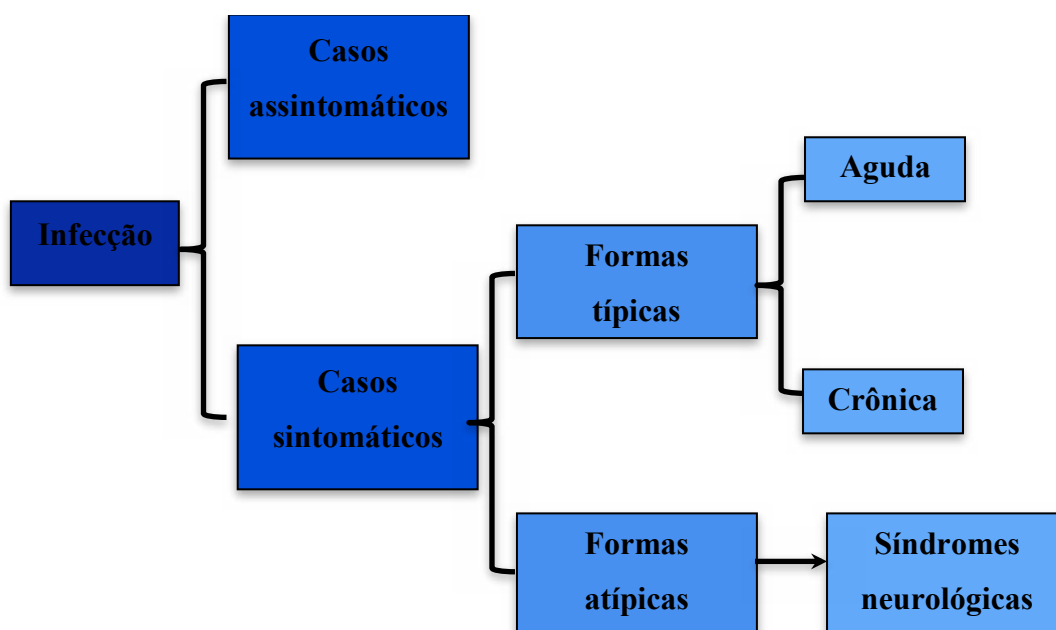 Casos
assintomáticos
Infecção
Casos
sintomáticos
Formas
típicas
Aguda
Crônica
Formas
atípicas
Síndromes
neurológicas